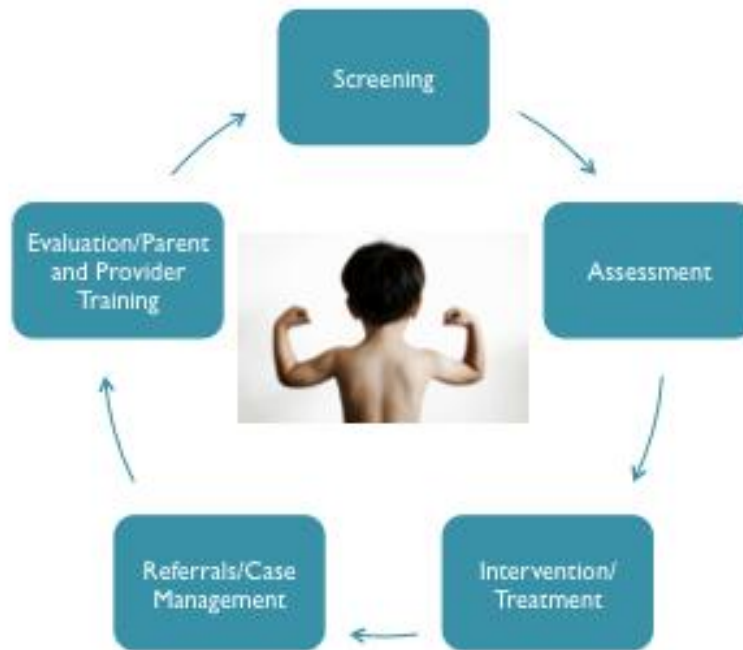 Screening
Assessment
Intervention/
Treatment
Referrals/Case
Management
Evaluation/Parent
and Provider
Training